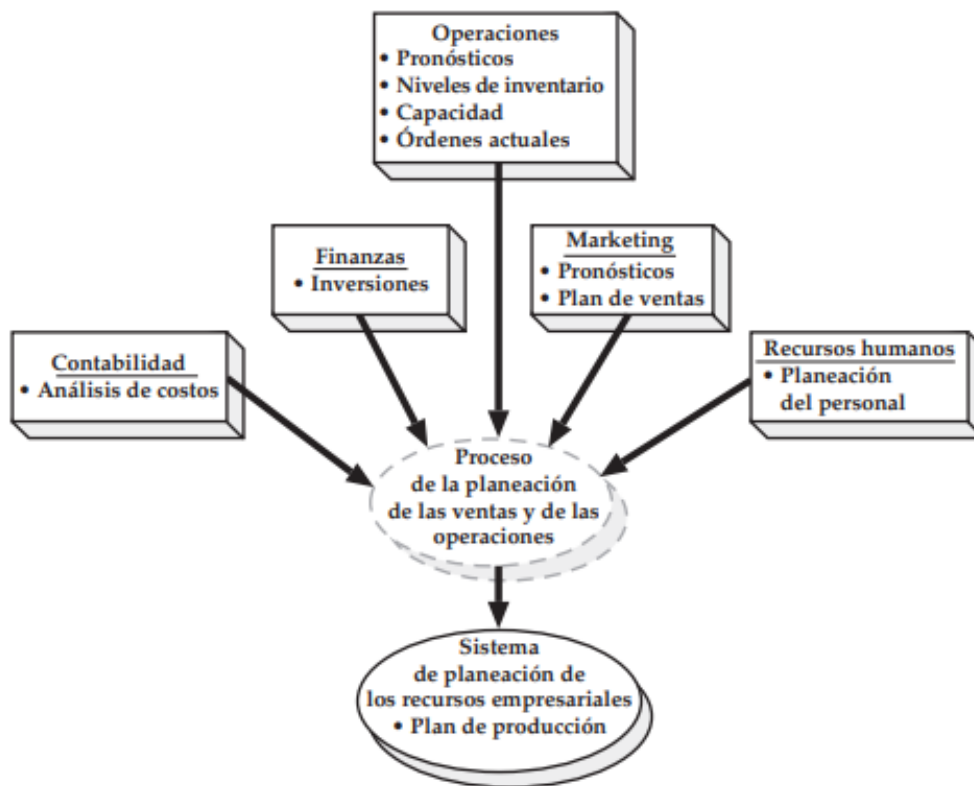 Operaciones
• Pronósticos
• Niveles de inventario
• Capacidad
• Órdenes actuales
Finanzas
• Inversiones
Marketing
• Pronósticos
• Plan de ventas
Contabilidad
• Análisis de costos
Recursos humanos
• Planeación
del personal
Proceso
de la planeación
de las ventas y de las
operaciones
Sistema
de planeación de
los recursos empresariales
• Plan de producción